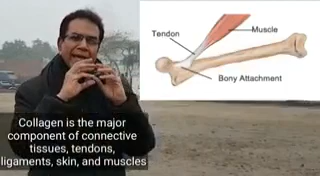 Tendon
Muscle
Bony Attachment
Collagen is the major
component of connective
tissues, tendons,
ligaments, skin, and muscles